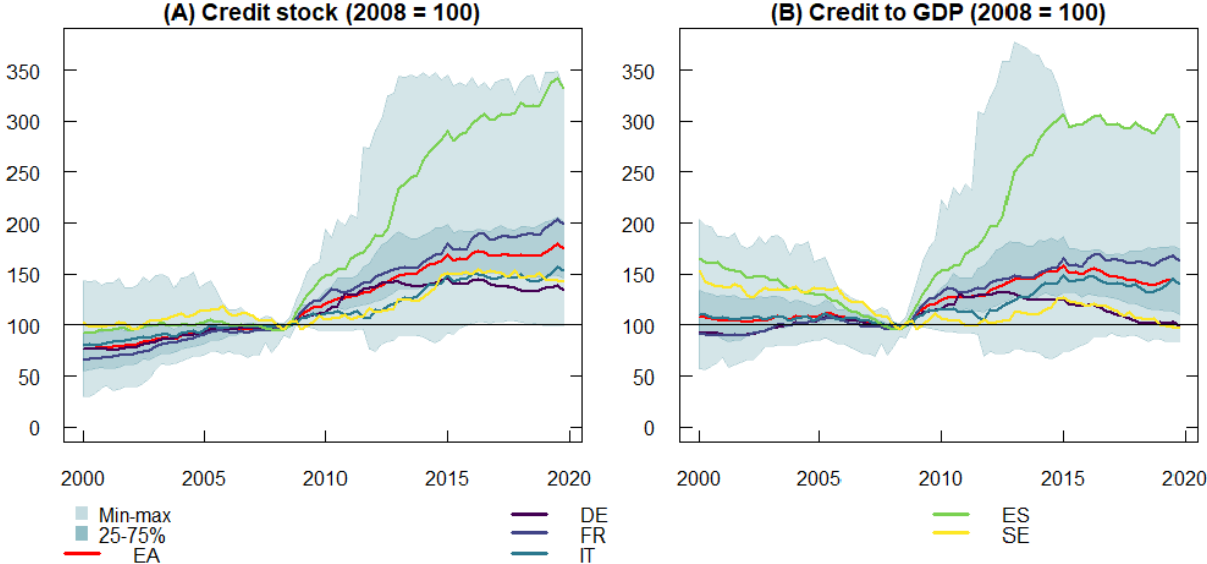 (A) Credit stock (2008 = 100)
350
300
250
200
150
100
50
0
2000 2005 2010 2015 2020
(B) Credit to GDP (2008 = 100)
350
300
250
200
150
100
50
0
2000 2005 2010 2015 2020
Min-max
25-75%
EA
DE
FR
IT
ES
SE